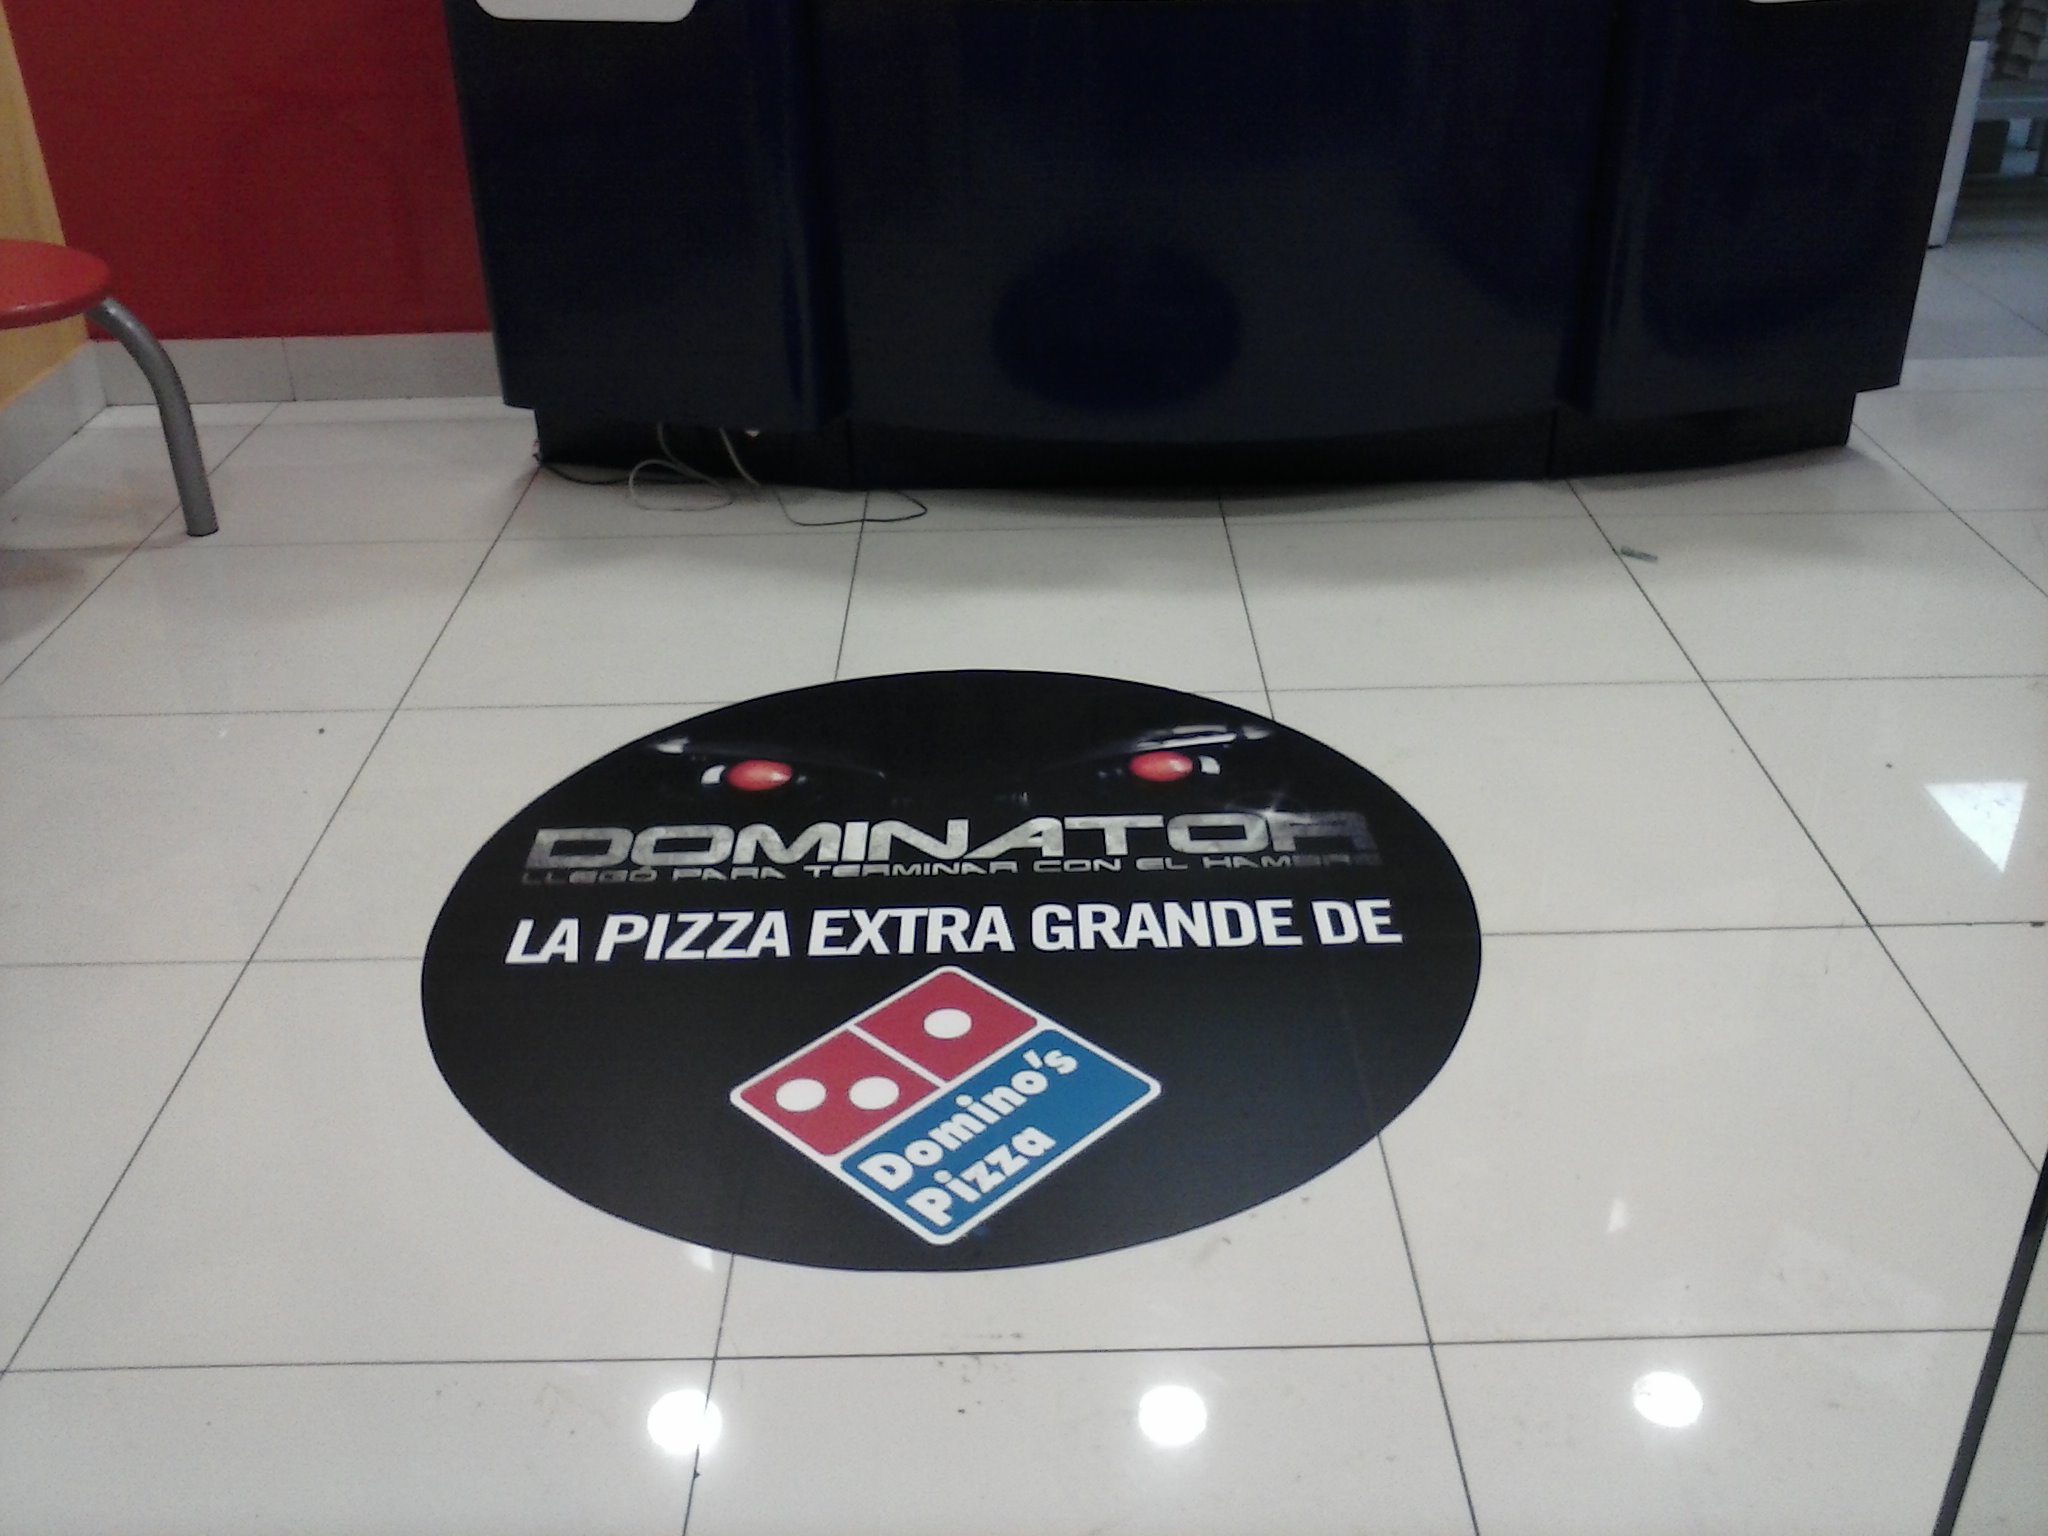 DOMINATOR
LLEGÓ PARA TERMINAR CON EL HAMBRE
LA PIZZA EXTRA GRANDE DE
Domino's
Pizza